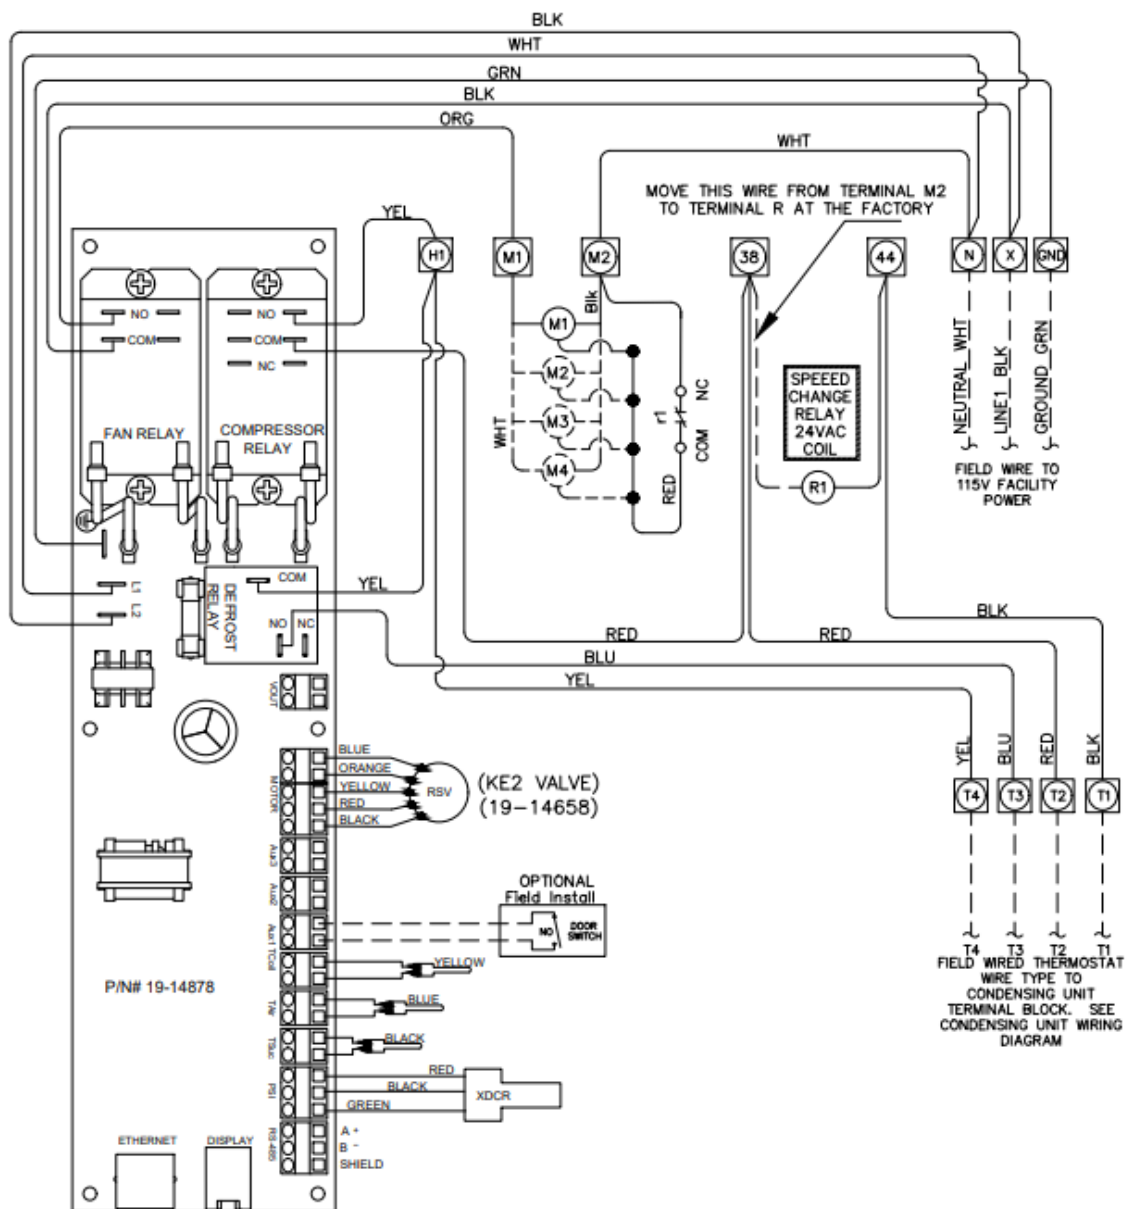 BLK
WHT
GRN
BLK
ORG
WHT
MOVE THIS WIRE FROM TERMINAL M2
TO TERMINAL R AT THE FACTORY
YEL
H1
M1
M2
38
44
N
X
GND
NO
NO
COM
COM
NC
FAN RELAY
COMPRESSOR
RELAY
Blk
M1
M2
M3
M4
WHT
r1
NC
COM
RED
SPEEED
CHANGE
RELAY
24VAC
COIL
R1
NEUTRAL WHT
LINE1 BLK
GROUND GRN
FIELD WIRE TO
115V FACILITY
POWER
L1
L2
DEFROST
RELAY
COM
NO
NC
YEL
RED
RED
BLK
BLU
YEL
YEL
BLU
RED
BLK
T4
T3
T2
T1
VOUT
MOTOR
BLUE
ORANGE
YELLOW
RED
BLACK
RSV
(KE2 VALVE)
(19-14658)
Aux3
Aux2
Aux1
OPTIONAL
Field Install
NO
DOOR
SWITCH
TCoil
YELLOW
P/N# 19-14878
TAir
BLUE
TSuc
BLACK
PSI
RED
BLACK
GREEN
XDCR
RS485
A +
B -
SHIELD
ETHERNET
DISPLAY
T4
T3
T2
T1
FIELD WIRED THERMOSTAT
WIRE TYPE TO
CONDENSING UNIT
TERMINAL BLOCK. SEE
CONDENSING UNIT WIRING
DIAGRAM